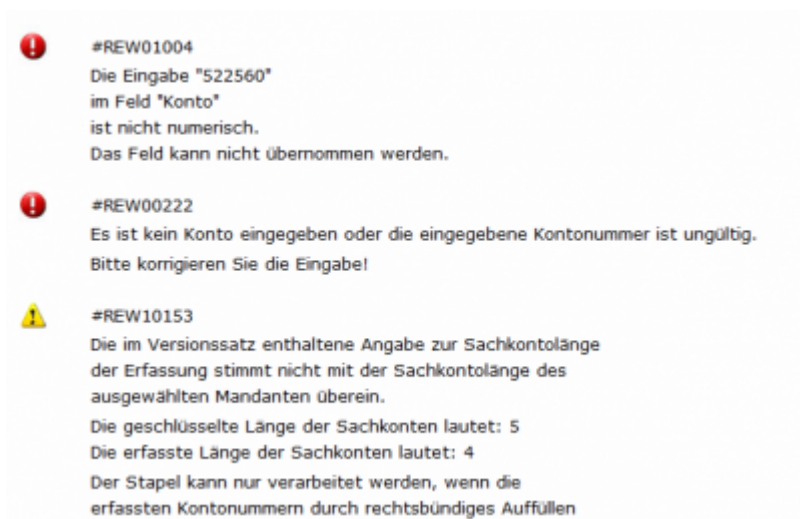 #REW01004
Die Eingabe "522560"
im Feld "Konto"
ist nicht numerisch.
Das Feld kann nicht übernommen werden.
#REW00222
Es ist kein Konto eingegeben oder die eingegebene Kontonummer ist ungültig.
Bitte korrigieren Sie die Eingabe!
#REW10153
Die im Versionssatz enthaltene Angabe zur Sachkontolänge
der Erfassung stimmt nicht mit der Sachkontolänge des
ausgewählten Mandanten überein.
Die geschlüsselte Länge der Sachkonten lautet: 5
Die erfasste Länge der Sachkonten lautet: 4
Der Stapel kann nur verarbeitet werden, wenn die
erfassten Kontonummern durch rechtsbündiges Auffüllen